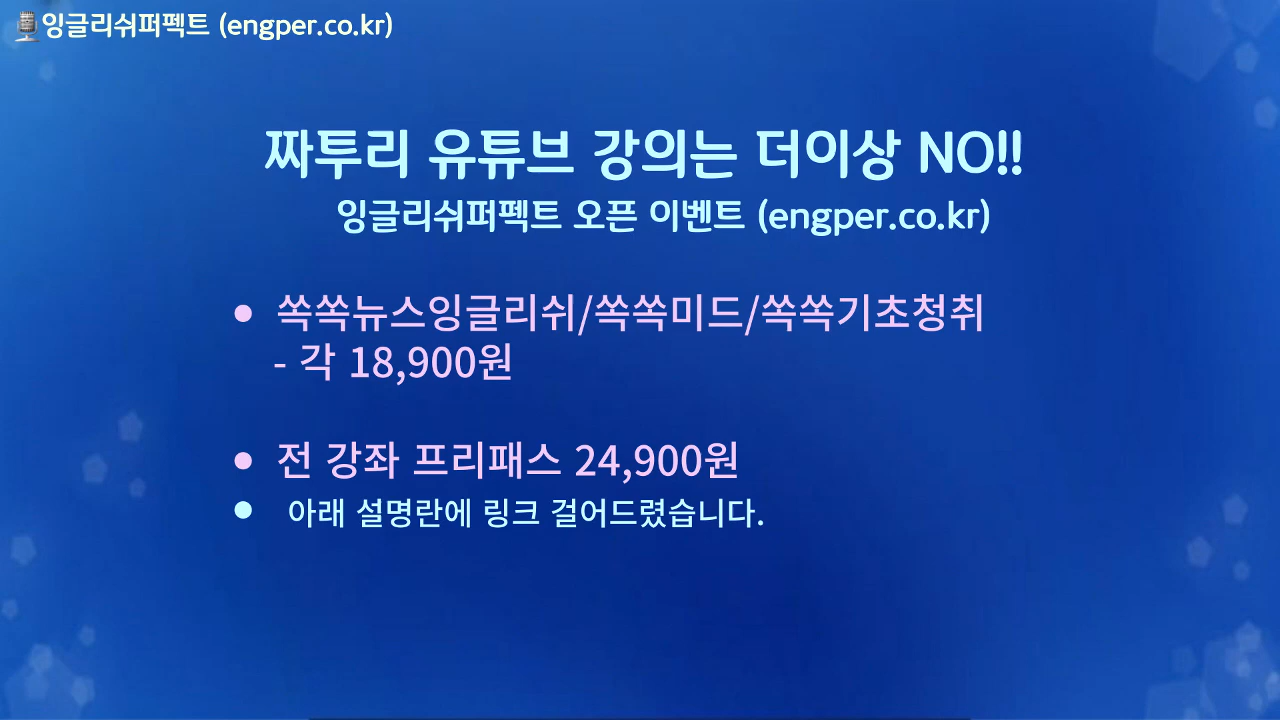 잉글리쉬퍼펙트 (engper.co.kr)
짜투리 유튜브 강의는 더이상 NO!!
잉글리쉬퍼펙트 오픈 이벤트 (engper.co.kr)
● 쏙쏙뉴스잉글리쉬/쏙쏙미드/쏙쏙기초청취
- 각 18,900원
● 전 강좌 프리패스 24,900원
● 아래 설명란에 링크 걸어드렸습니다.